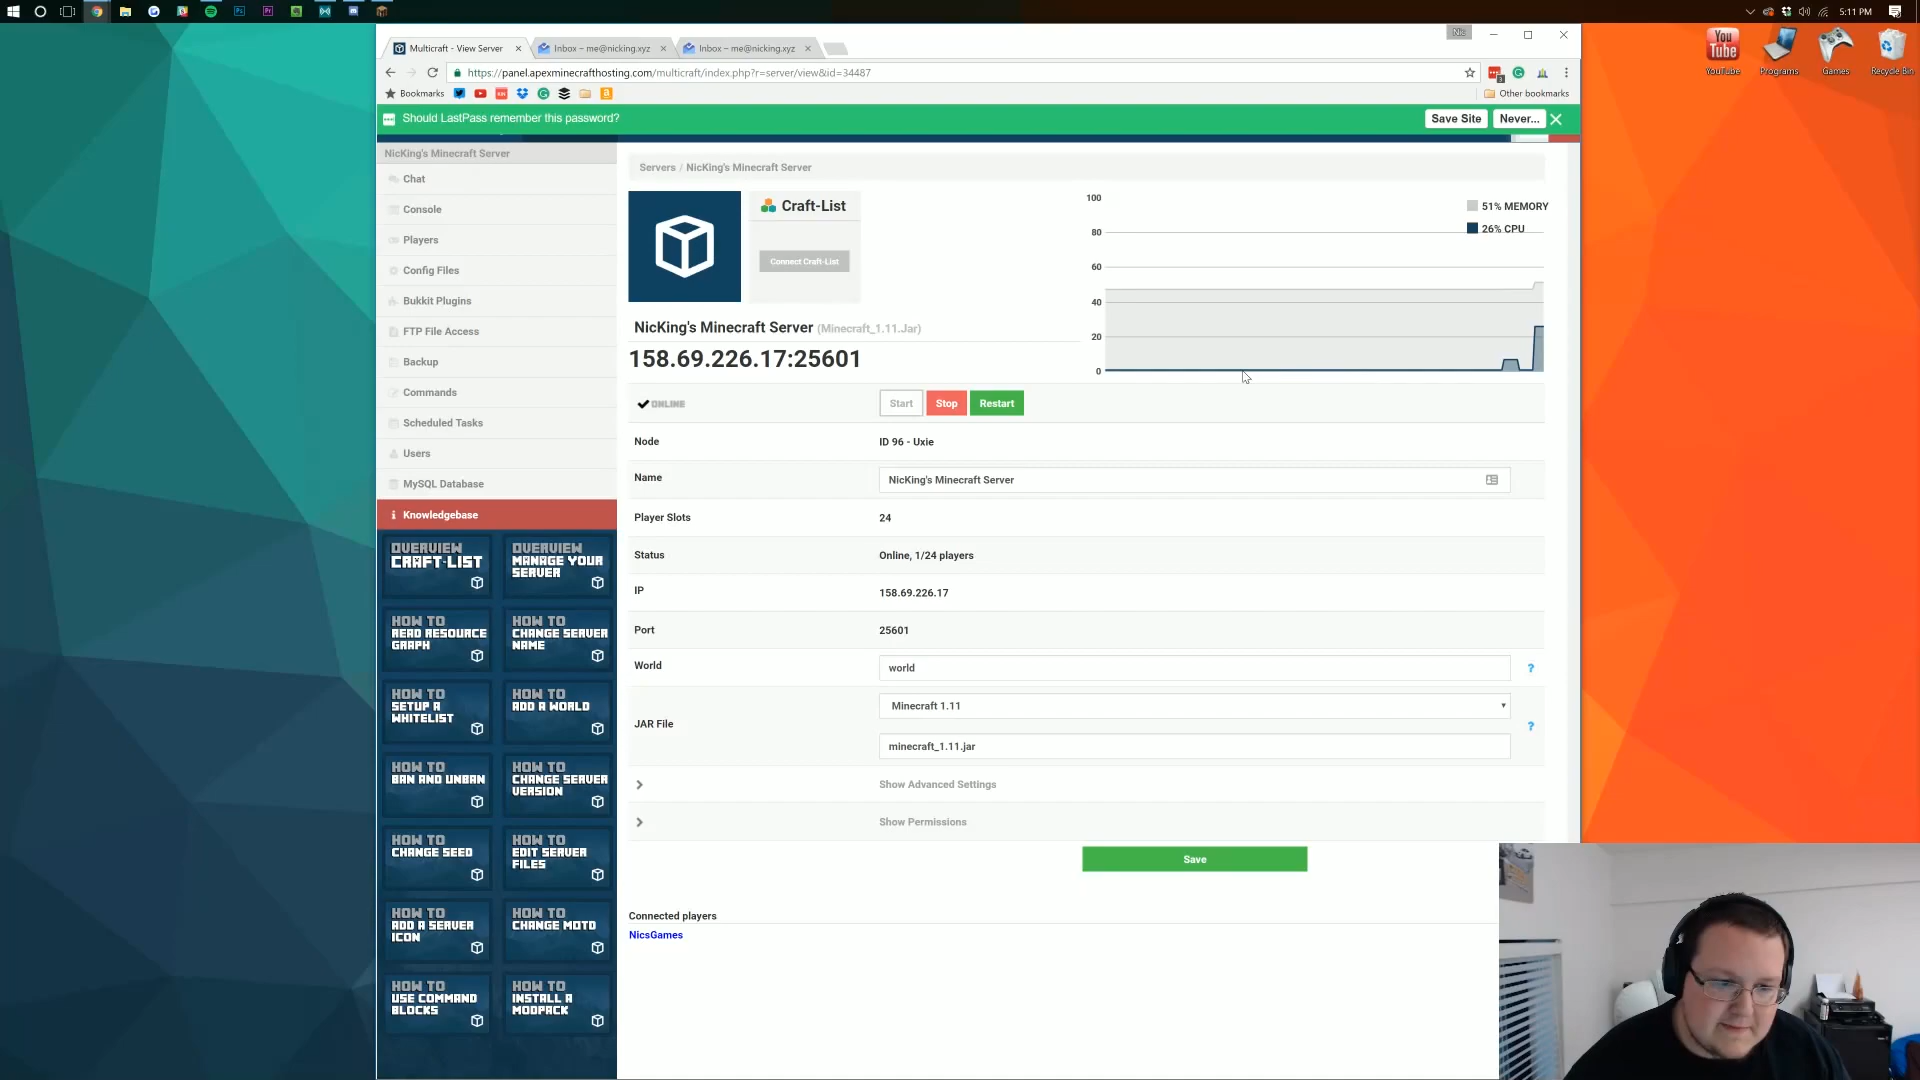 5:11 PM
YouTube
Programs
Games
Recycle Bin
You
Tube
Nic
Multicraft - View Server
Inbox – me@nicking.xyz
Inbox – me@nicking.xyz
https://panel.apexminecrafthosting.com/multicraft/index.php?r=server/view&id=34487
Bookmarks
Other bookmarks
Should LastPass remember this password?
Save Site
Never...
NicKing's Minecraft Server
Chat
Console
Players
Config Files
Bukkit Plugins
FTP File Access
Backup
Commands
Scheduled Tasks
Users
MySQL Database
Knowledgebase
OVERVIEW
CRAFT-LIST
OVERVIEW
MANAGE YOUR
SERVER
HOW TO
READ RESOURCE
GRAPH
HOW TO
CHANGE SERVER
NAME
HOW TO
SETUP A
WHITELIST
HOW TO
ADD A WORLD
HOW TO
BAN AND UNBAN
HOW TO
CHANGE SERVER
VERSION
HOW TO
CHANGE SEED
HOW TO
EDIT SERVER
FILES
HOW TO
ADD A SERVER
ICON
HOW TO
CHANGE MOTD
HOW TO
USE COMMAND
BLOCKS
HOW TO
INSTALL A
MODPACK
Servers / NicKing's Minecraft Server
Craft-List
Connect Craft-List
100
80
60
40
20
0
51% MEMORY
26% CPU
NicKing's Minecraft Server (Minecraft_1.11.Jar)
158.69.226.17:25601
ONLINE
Start
Stop
Restart
Node
ID 96 - Uxie
Name
NicKing's Minecraft Server
Player Slots
24
Status
Online, 1/24 players
IP
158.69.226.17
Port
25601
World
world
?
JAR File
Minecraft 1.11
minecraft_1.11.jar
?
Show Advanced Settings
Show Permissions
Save
Connected players
NicsGames